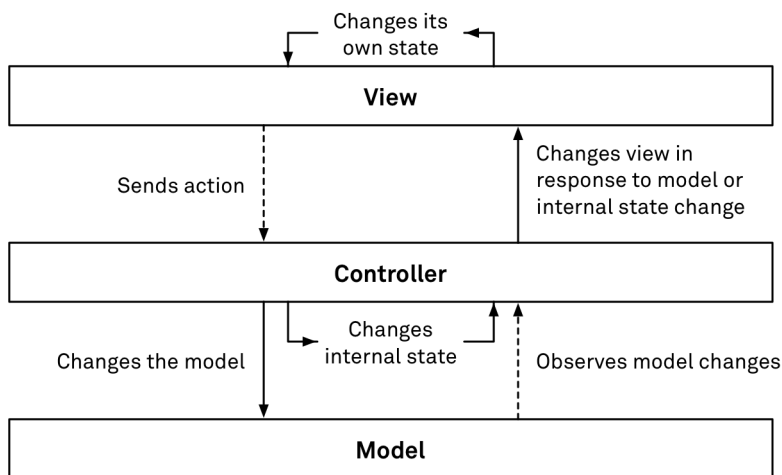 Changes its
own state
View
Sends action
Changes view in
response to model or
internal state change
Controller
Changes the model
Changes
internal state
Observes model changes
Model